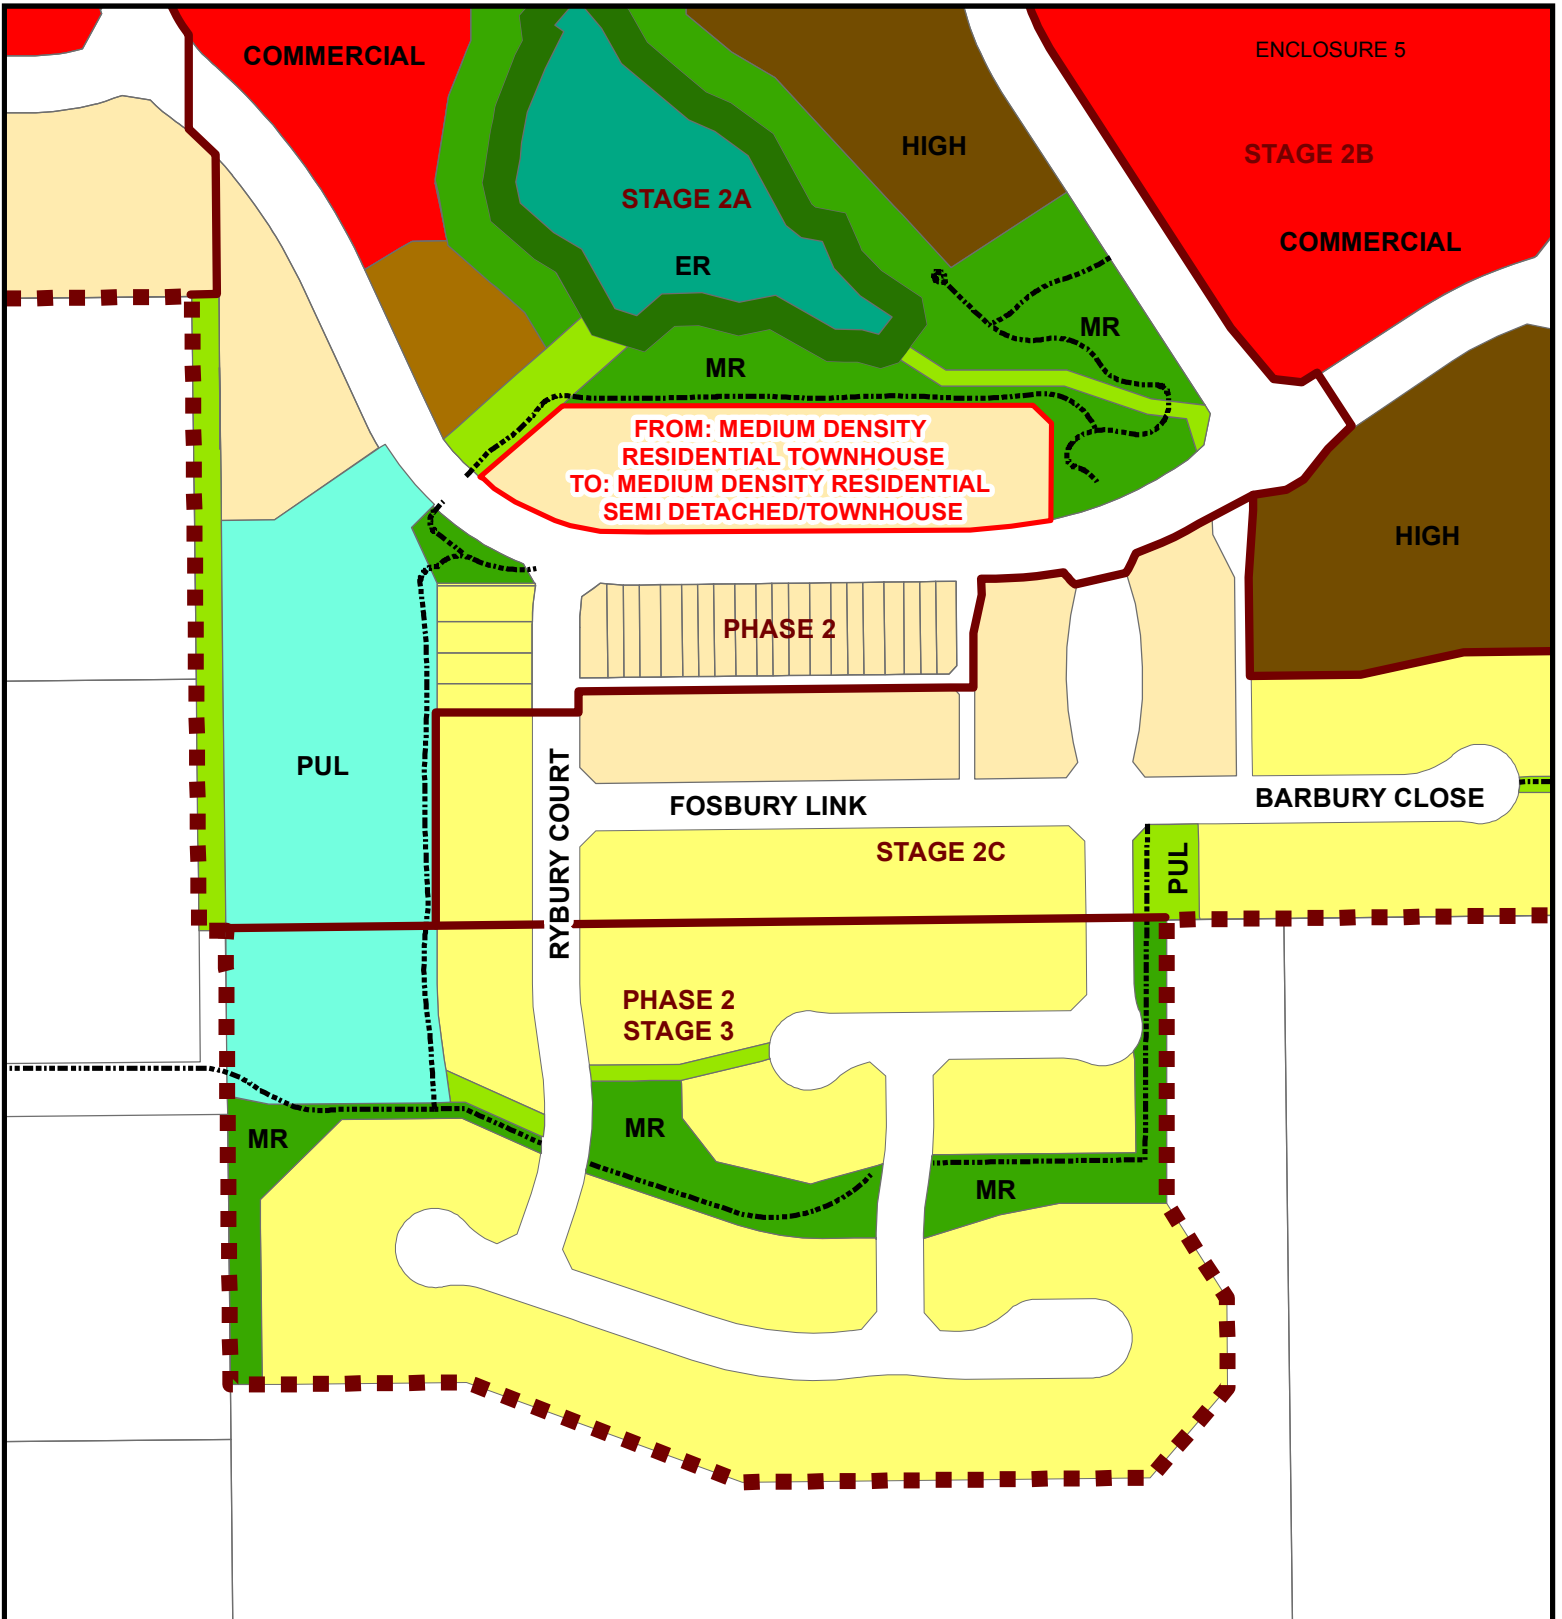 ENCLOSURE 5
COMMERCIAL
HIGH
STAGE 2B
STAGE 2A
COMMERCIAL
ER
MR
MR
FROM: MEDIUM DENSITY
RESIDENTIAL TOWNHOUSE
TO: MEDIUM DENSITY RESIDENTIAL
SEMI DETACHED/TOWNHOUSE
HIGH
PHASE 2
PUL
RYBURY COURT
FOSBURY LINK
BARBURY CLOSE
STAGE 2C
PUL
PHASE 2
STAGE 3
MR
MR
MR